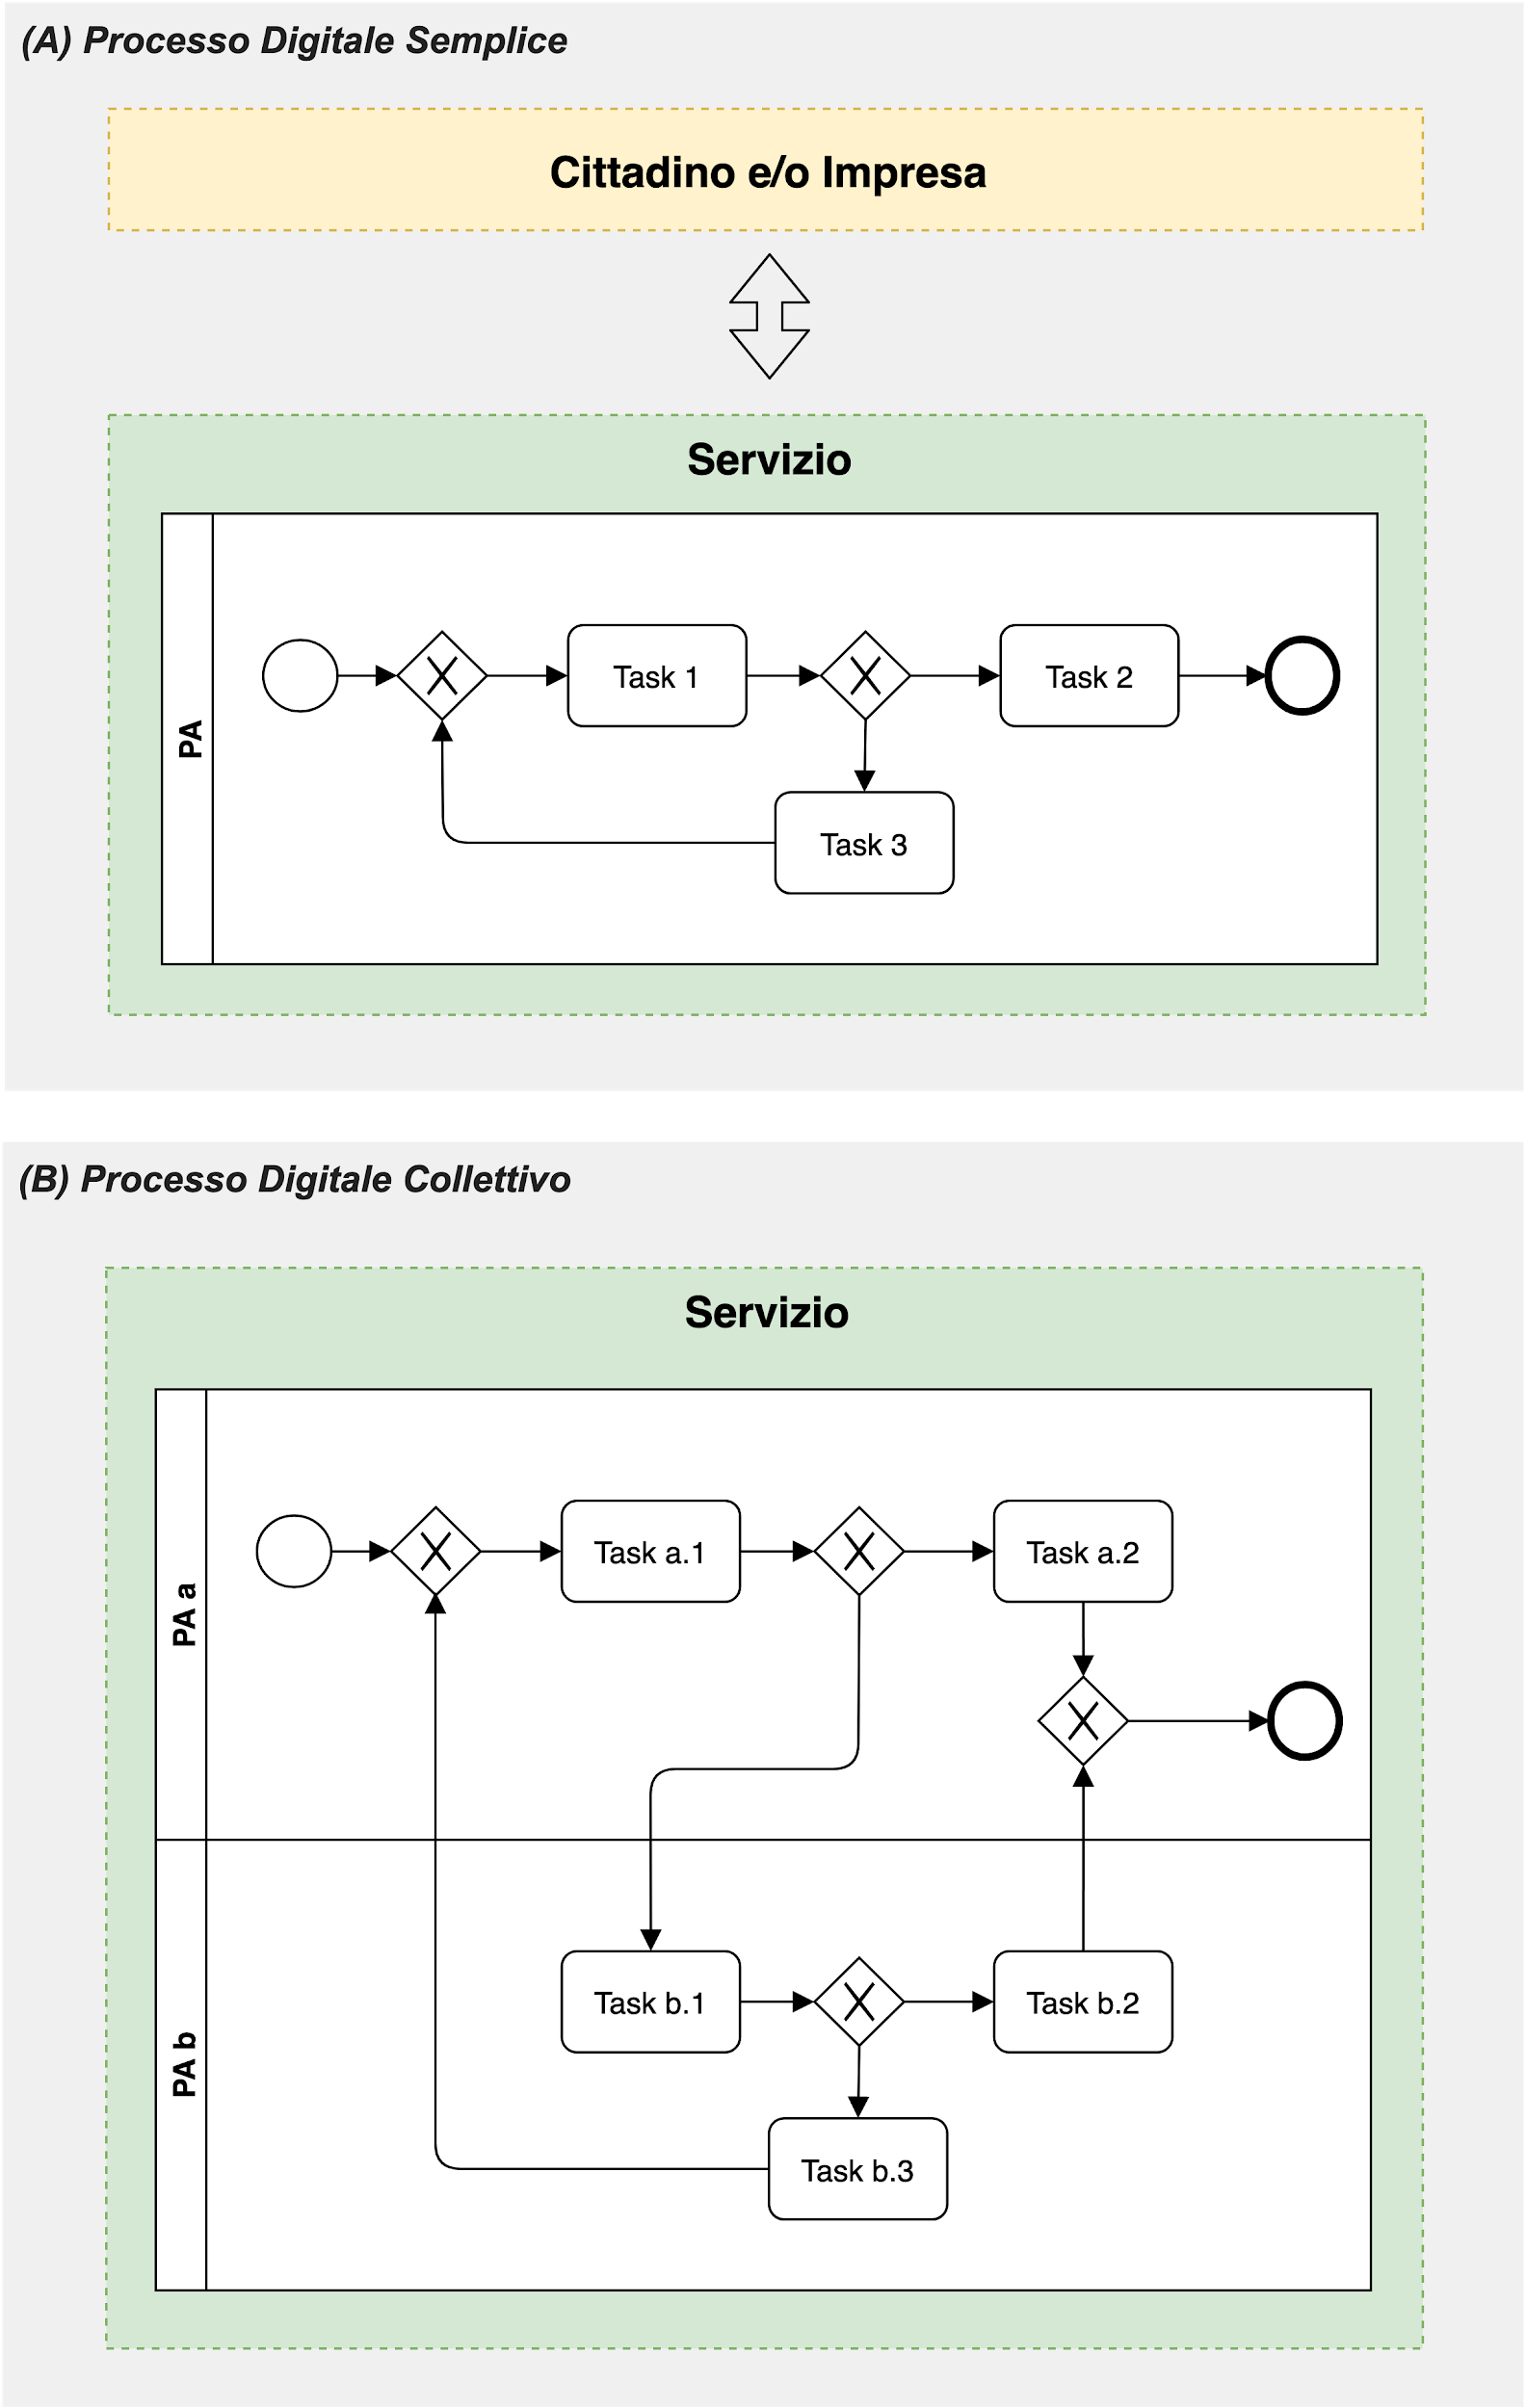 (A) Processo Digitale Semplice
Cittadino e/o Impresa
Servizio
PA
Task 1
Task 2
Task 3
(B) Processo Digitale Collettivo
Servizio
PA a
Task a.1
Task a.2
PA b
Task b.1
Task b.2
Task b.3